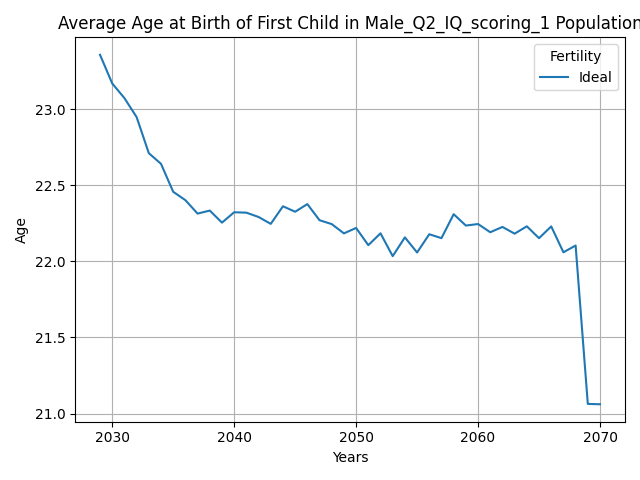 Average Age at Birth of First Child in Male_Q2_IQ_scoring_1 Population
Fertility
Ideal
23.0
22.5
22.0
21.5
21.0
Age
2030 2040 2050 2060 2070
Years